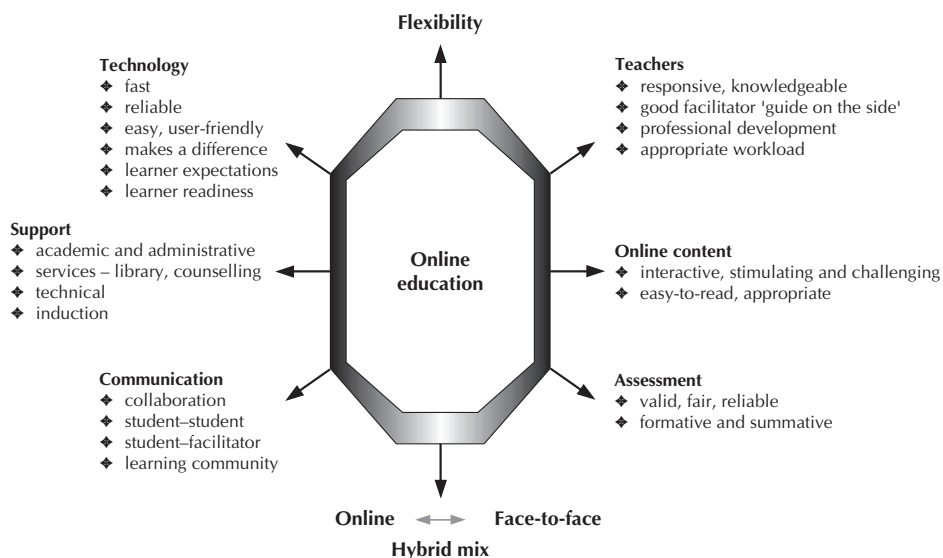 Flexibility
Technology
❖ fast
❖ reliable
❖ easy, user-friendly
❖ makes a difference
❖ learner expectations
❖ learner readiness
Teachers
❖ responsive, knowledgeable
❖ good facilitator 'guide on the side'
❖ professional development
❖ appropriate workload
Support
❖ academic and administrative
❖ services – library, counselling
❖ technical
❖ induction
Online
education
Online content
❖ interactive, stimulating and challenging
❖ easy-to-read, appropriate
Communication
❖ collaboration
❖ student–student
❖ student–facilitator
❖ learning community
Assessment
❖ valid, fair, reliable
❖ formative and summative
Online Face-to-face
Hybrid mix